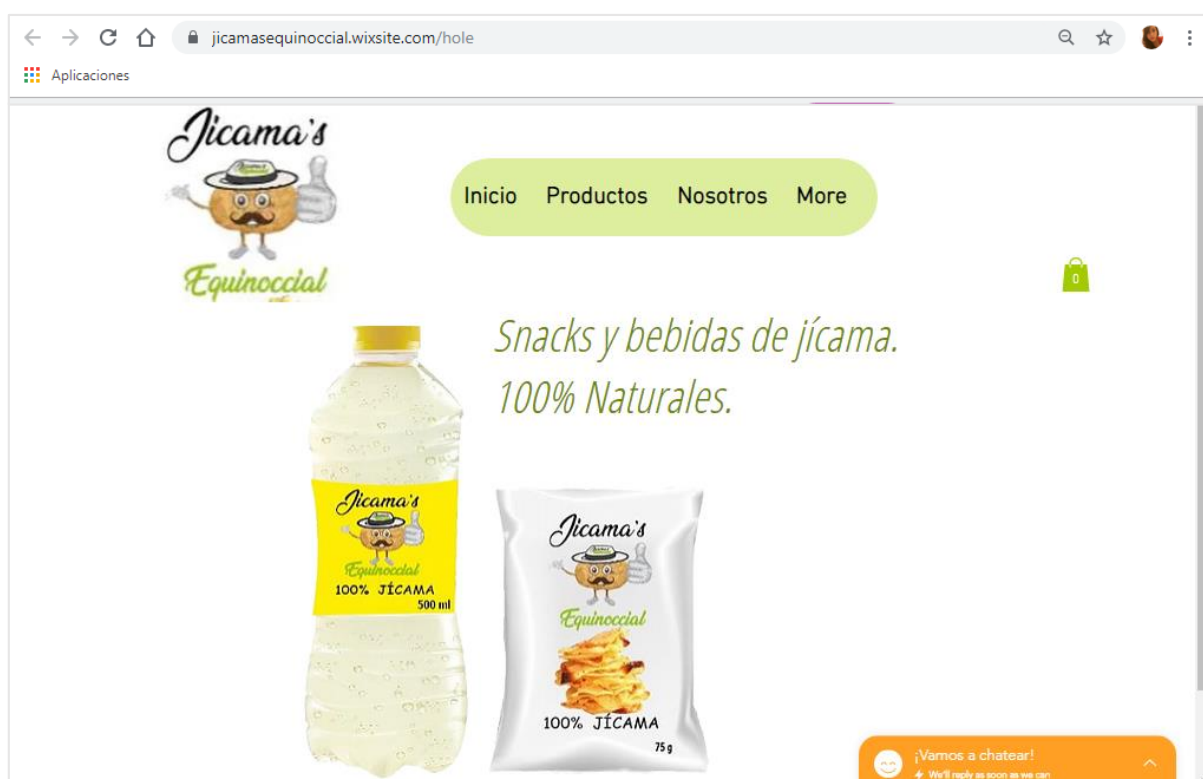 jicamasequinoccial.wixsite.com/hole
Aplicaciones
Jicama's
Equinoccial
Inicio Productos Nosotros More
0
Snacks y bebidas de jícama.
100% Naturales.
Jicama's
Equinoccial
100% JÍCAMA
500 ml
Jicama's
Equinoccial
100% JÍCAMA
75 g
¡Vamos a chatear!
We'll reply as soon as we can